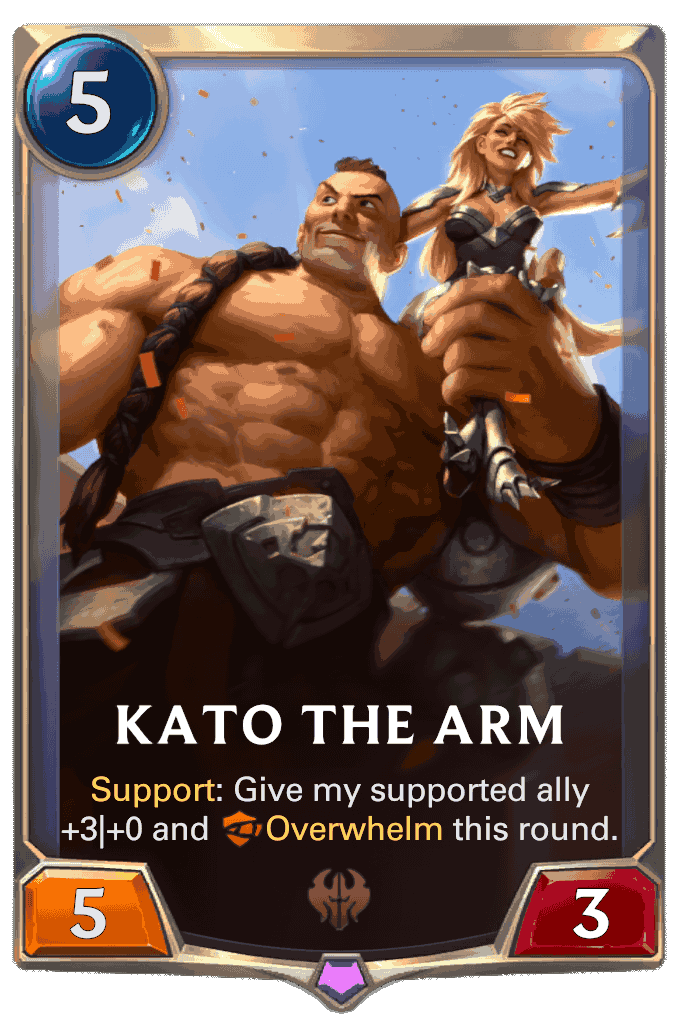 5
KATO THE ARM
Support: Give my supported ally
+3|+0 and Overwhelm this round.
5 3